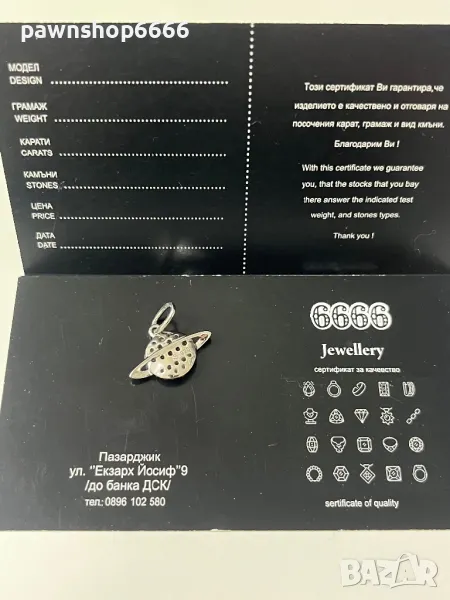 pawnshop6666
МОДЕЛ
DESIGN
ГРАМАЖ
WEIGHT
КАРАТИ
CARATS
КАМЪНИ
STONES
ЦЕНА
PRICE
ДАТА
DATE
Този сертификат Ви гарантира,че
изделието е качествено и отговаря на
посочения карат, грамаж и вид кмъни.
Благодарим Ви !
With this certificate we guarantee
you, that the stocks that you bay
there answer the indicated test
weight, and stones types.
Thank you !
6666
Jewellery
сертификат за качевство
sertificate of quality
Пазарджик
ул. "Екзарх Йосиф"9
/до банка ДСК/
тел.: 0896 102 580
bazar